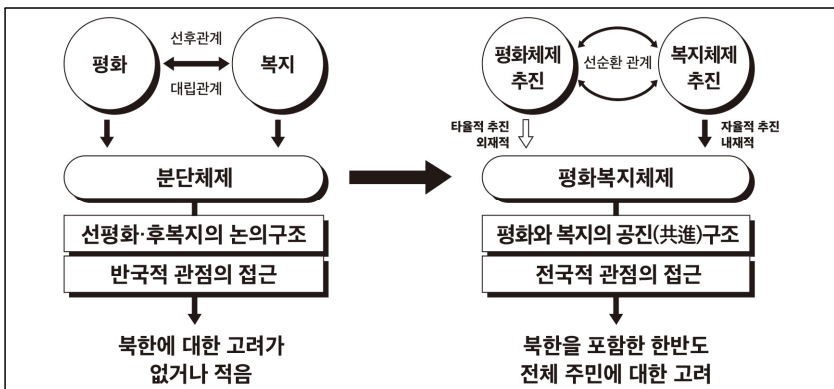 평화
선후관계
대립관계
복지
분단체제
선평화·후복지의 논의구조
반국적 관점의 접근
북한에 대한 고려가
없거나 적음
평화체제
추진
선순환 관계
복지체제
추진
타율적 추진
외재적
자율적 추진
내재적
평화복지체제
평화와 복지의 공진(共進)구조
전국적 관점의 접근
북한을 포함한 한반도
전체 주민에 대한 고려